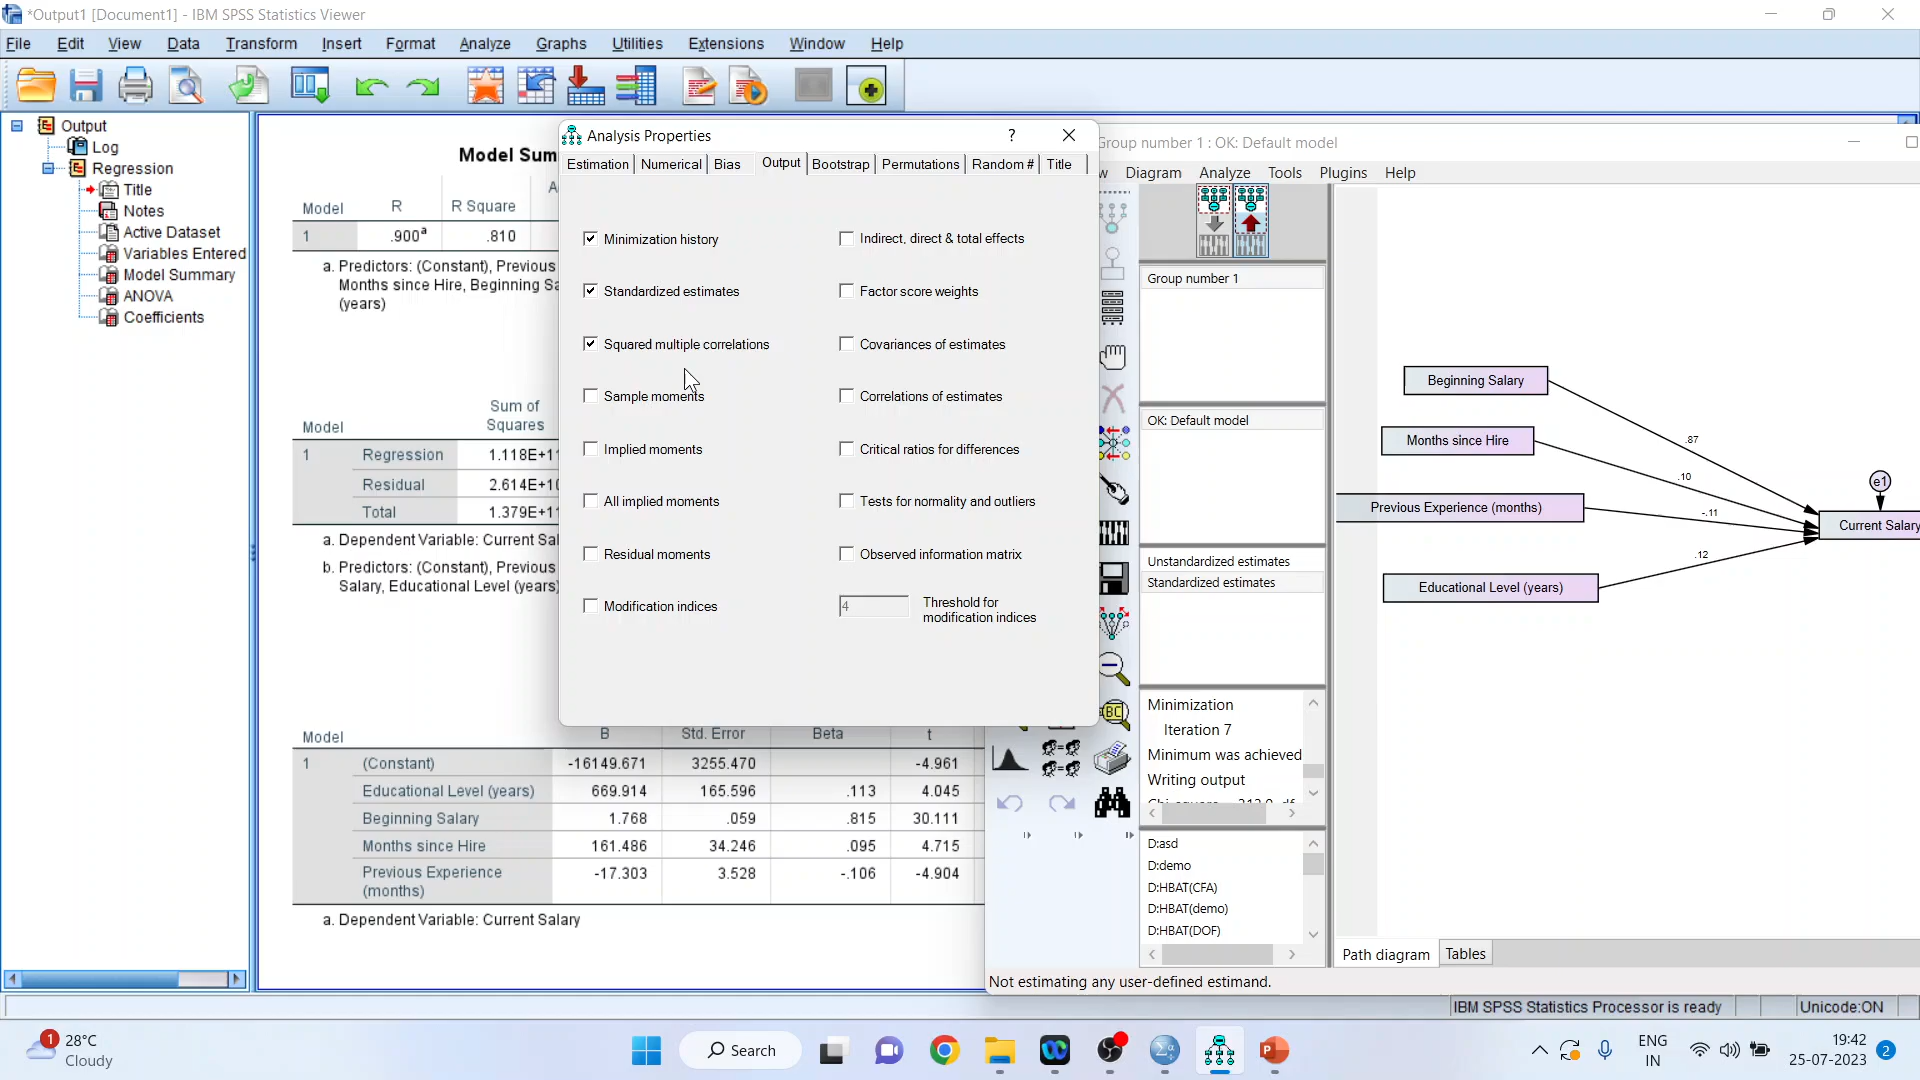 *Output1 [Document1] - IBM SPSS Statistics Viewer
File Edit View Data Transform Insert Format Analyze Graphs Utilities Extensions Window Help
Output
Log
Regression
Title
Notes
Active Dataset
Variables Entered
Model Summary
ANOVA
Coefficients
Model Sum
Model R R Square A
1 .900a .810
a. Predictors: (Constant), Previous
Months since Hire, Beginning Sa
(years)
Model Sum of Squares
1 Regression 1.118E+11
Residual 2.614E+10
Total 1.379E+11
a. Dependent Variable: Current Sal
b. Predictors: (Constant), Previous
Salary, Educational Level (years)
Model B Std. Error Beta t
1 (Constant) -16149.671 3255.470 -4.961
Educational Level (years) 669.914 165.596 .113 4.045
Beginning Salary 1.768 .059 .815 30.111
Months since Hire 161.486 34.246 .095 4.715
Previous Experience (months) -17.303 3.528 -.106 -4.904
a. Dependent Variable: Current Salary
Analysis Properties ?
Estimation Numerical Bias Output Bootstrap Permutations Random # Title
Minimization history Indirect, direct & total effects
Standardized estimates Factor score weights
Squared multiple correlations Covariances of estimates
Sample moments Correlations of estimates
Implied moments Critical ratios for differences
All implied moments Tests for normality and outliers
Residual moments Observed information matrix
Modification indices 4 Threshold for
modification indices
Group number 1 : OK: Default model
w Diagram Analyze Tools Plugins Help
Group number 1
OK: Default model
Unstandardized estimates
Standardized estimates
Minimization
Iteration 7
Minimum was achieved
Writing output
D:asd
D:demo
D:HBAT(CFA)
D:HBAT(demo)
D:HBAT(DOF)
Beginning Salary
.87
Months since Hire
.10
e1
Previous Experience (months)
-.11
Current Salary
.12
Educational Level (years)
BC
Path diagram Tables
Not estimating any user-defined estimand.
IBM SPSS Statistics Processor is ready Unicode:ON
1
28°C
Cloudy
Search
ENG
IN
19:42
25-07-2023
2